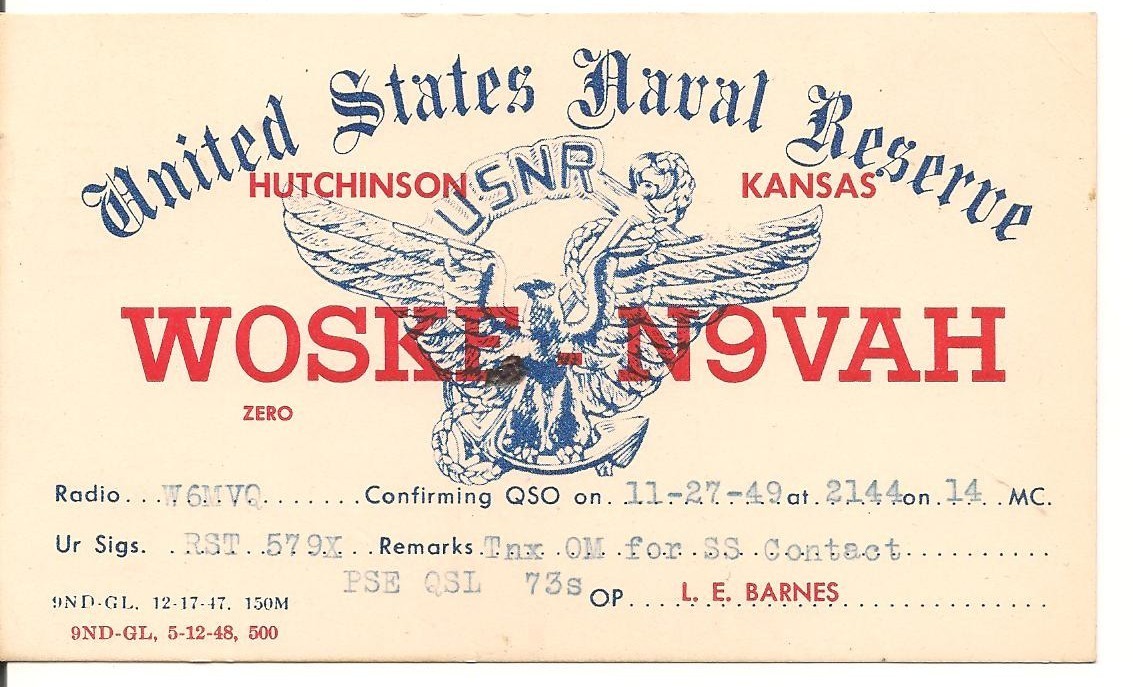 United States Naval Reserve
USNR
HUTCHINSON KANSAS
W0SKE - N9VAH
ZERO
Radio...W6MVQ.......Confirming QSO on..11-27-49 at.2144 on.14..MC.
Ur Sigs. .RST.579X..Remarks Tnx OM for SS Contact
PSE QSL 73s OP....L. E. BARNES
9ND-GL, 12-17-47, 150M
9ND-GL, 5-12-48, 500